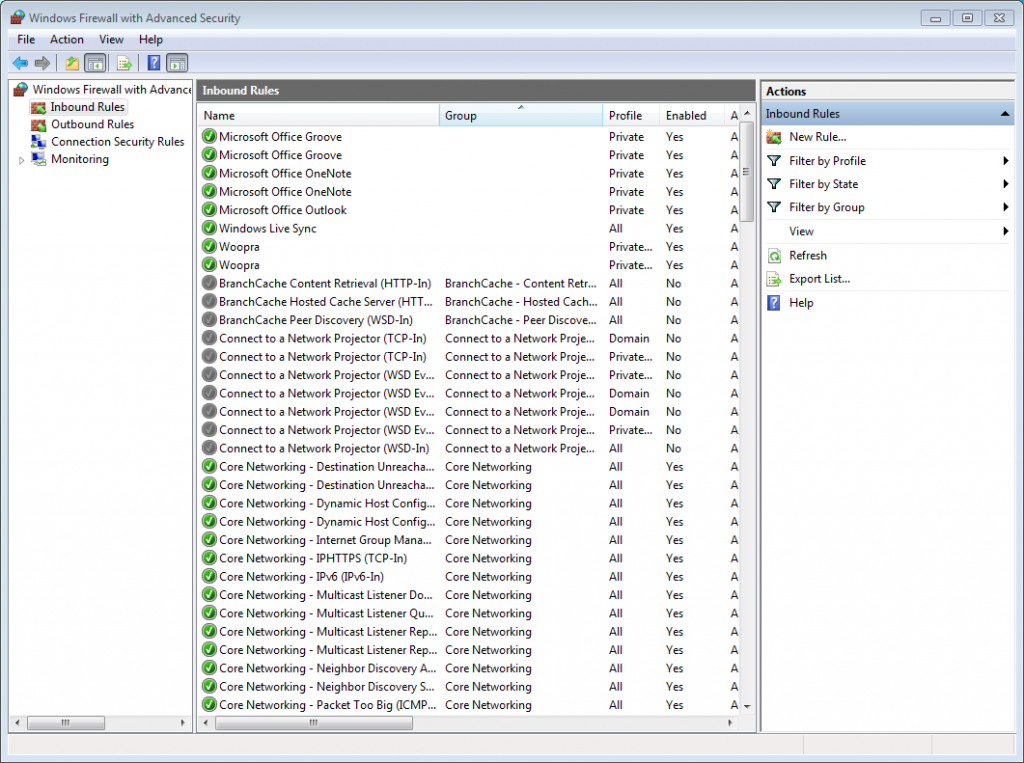 Windows Firewall with Advanced Security
File Action View Help
Windows Firewall with Advance
Inbound Rules
Outbound Rules
Connection Security Rules
Monitoring
Inbound Rules
Name Group Profile Enabled A
Microsoft Office Groove Private Yes A
Microsoft Office Groove Private Yes A
Microsoft Office OneNote Private Yes A
Microsoft Office OneNote Private Yes A
Microsoft Office Outlook Private Yes A
Windows Live Sync All Yes A
Woopra Private... Yes A
Woopra Private... Yes A
BranchCache Content Retrieval (HTTP-In) BranchCache - Content Retr... All No A
BranchCache Hosted Cache Server (HTT... BranchCache - Hosted Cach... All No A
BranchCache Peer Discovery (WSD-In) BranchCache - Peer Discove... All No A
Connect to a Network Projector (TCP-In) Connect to a Network Proje... Domain No A
Connect to a Network Projector (TCP-In) Connect to a Network Proje... Private... No A
Connect to a Network Projector (WSD Ev... Connect to a Network Proje... Private... No A
Connect to a Network Projector (WSD Ev... Connect to a Network Proje... Domain No A
Connect to a Network Projector (WSD Ev... Connect to a Network Proje... Domain No A
Connect to a Network Projector (WSD Ev... Connect to a Network Proje... Private... No A
Connect to a Network Projector (WSD-In) Connect to a Network Proje... All No A
Core Networking - Destination Unreacha... Core Networking All Yes A
Core Networking - Destination Unreacha... Core Networking All Yes A
Core Networking - Dynamic Host Config... Core Networking All Yes A
Core Networking - Dynamic Host Config... Core Networking All Yes A
Core Networking - Internet Group Mana... Core Networking All Yes A
Core Networking - IPHTTPS (TCP-In) Core Networking All Yes A
Core Networking - IPv6 (IPv6-In) Core Networking All Yes A
Core Networking - Multicast Listener Do... Core Networking All Yes A
Core Networking - Multicast Listener Qu... Core Networking All Yes A
Core Networking - Multicast Listener Rep... Core Networking All Yes A
Core Networking - Multicast Listener Rep... Core Networking All Yes A
Core Networking - Neighbor Discovery A... Core Networking All Yes A
Core Networking - Neighbor Discovery S... Core Networking All Yes A
Core Networking - Packet Too Big (ICMP... Core Networking All Yes A
Actions
Inbound Rules
New Rule...
Filter by Profile
Filter by State
Filter by Group
View
Refresh
Export List...
Help